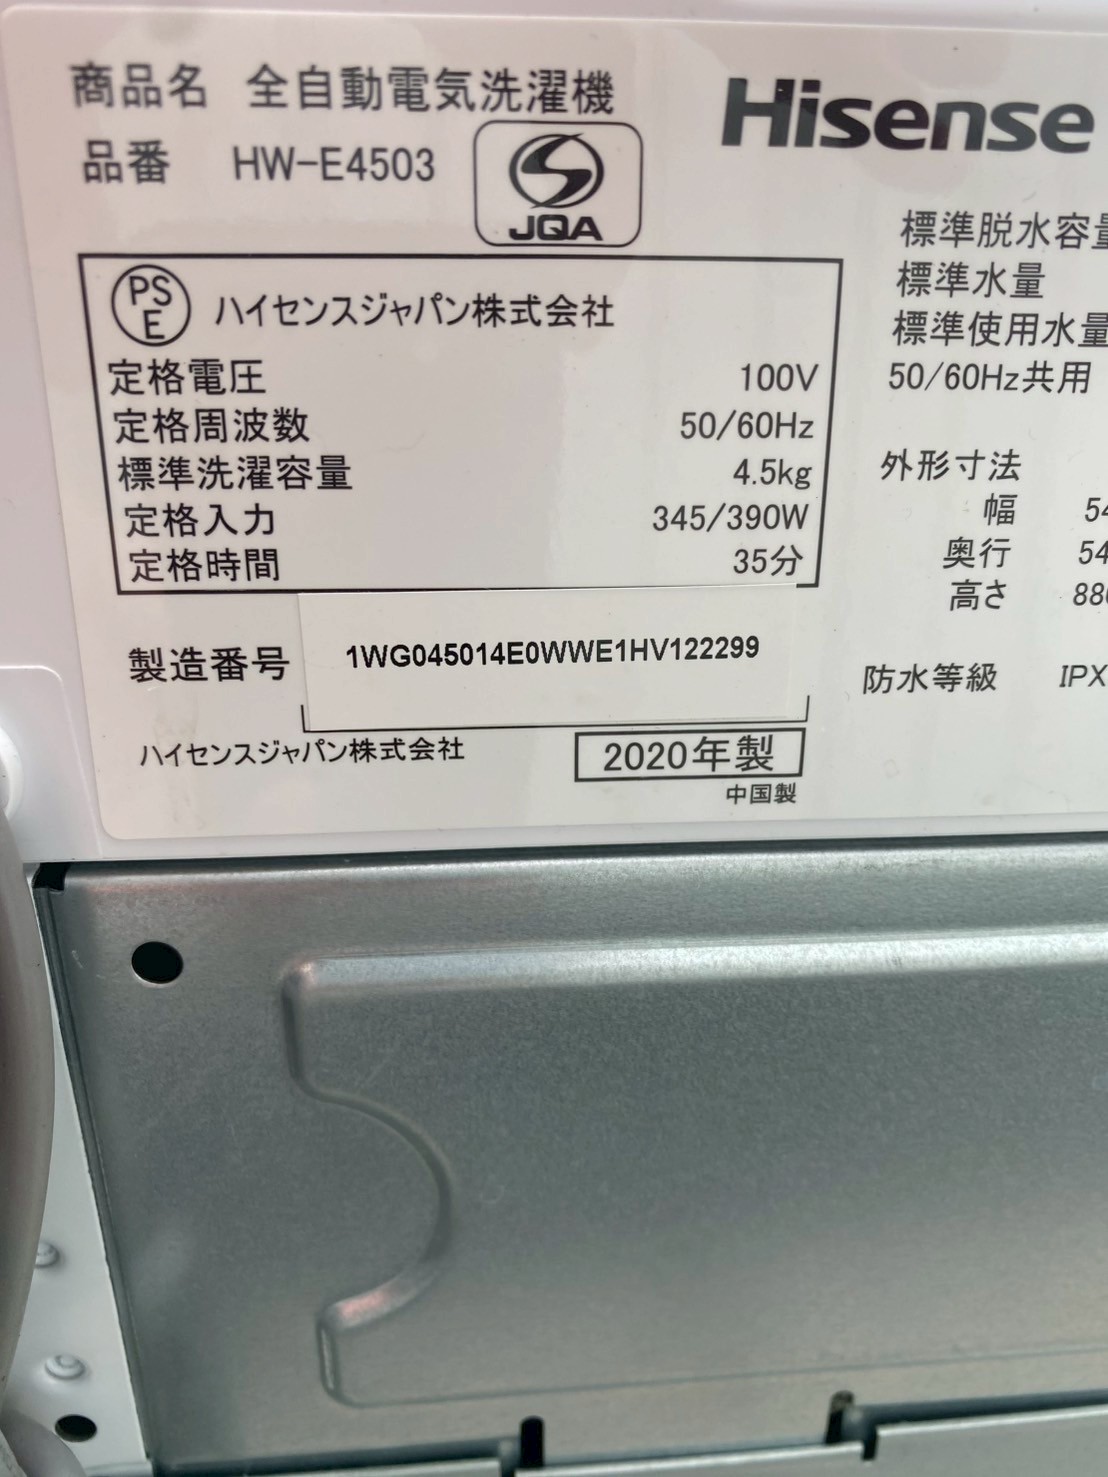 商品名 全自動電気洗濯機
Hisense
品番 HW-E4503
JQA
PS
E
ハイセンスジャパン株式会社
定格電圧 100V
定格周波数 50/60Hz
標準洗濯容量 4.5kg
定格入力 345/390W
定格時間 35分
製造番号 1WG045014E0WWE1HV122299
ハイセンスジャパン株式会社
2020年製
中国製
標準脱水容量
標準水量
標準使用水量
50/60Hz共用
外形寸法
幅 54
奥行 54
高さ 880
防水等級 IPX